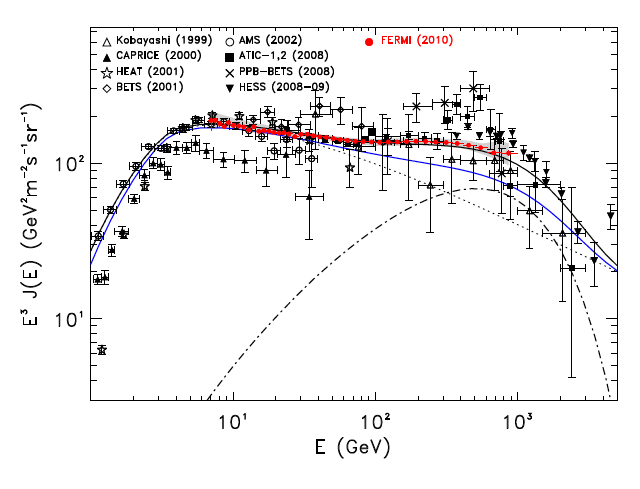 Kobayashi (1999)
CAPRICE (2000)
HEAT (2001)
BETS (2001)
AMS (2002)
ATIC-1,2 (2008)
PPB-BETS (2008)
HESS (2008-09)
FERMI (2010)
E³ J(E) (GeV²m⁻²s⁻¹sr⁻¹)
10²
10¹
10¹ 10² 10³
E (GeV)